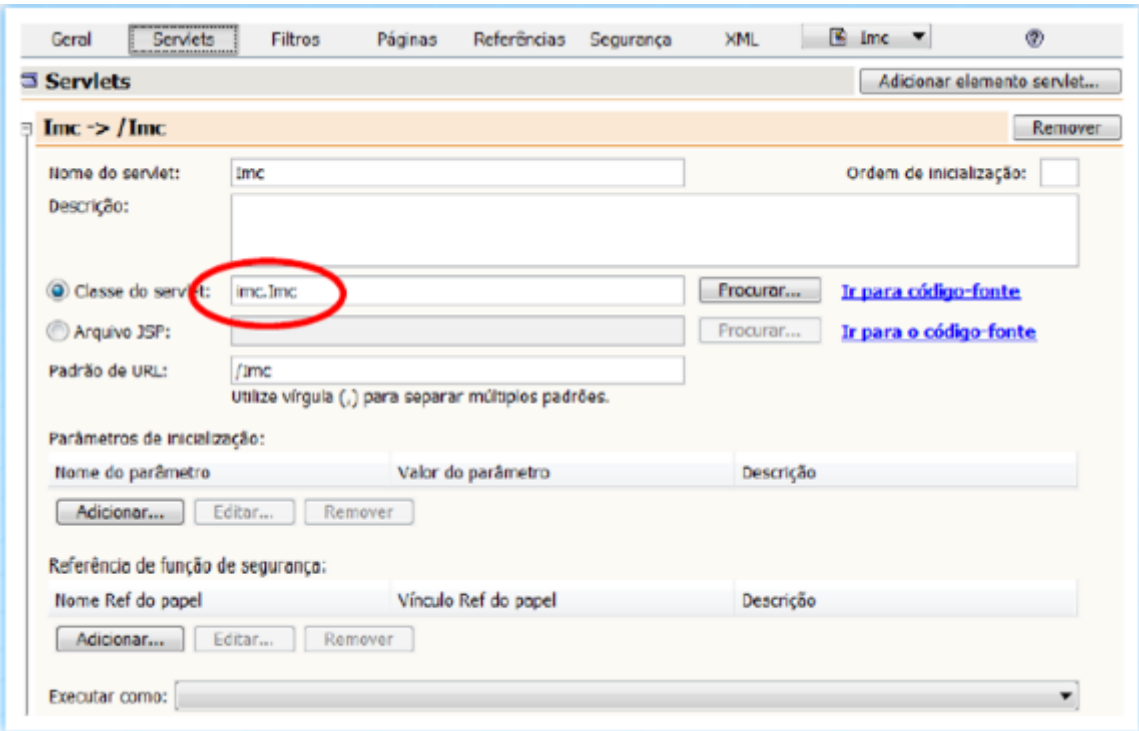 Geral Servlets Filtros Páginas Referências Segurança XML Imc
Servlets Adicionar elemento servlet...
Imc -> /Imc Remover
Nome do servlet: Imc Ordem de inicialização:
Descrição:
Classe do servlet: imc.Imc Procurar... Ir para código-fonte
Arquivo JSP: Procurar... Ir para o código-fonte
Padrão de URL: /Imc
Utilize vírgula (,) para separar múltiplos padrões.
Parâmetros de inicialização:
Nome do parâmetro Valor do parâmetro Descrição
Adicionar... Editar... Remover
Referência de função de segurança:
Nome Ref do papel Vínculo Ref do papel Descrição
Adicionar... Editar... Remover
Executar como: